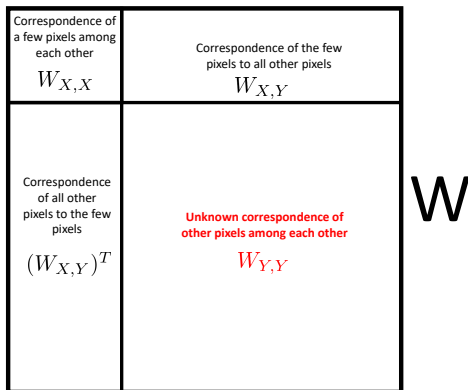 Correspondence of
a few pixels among
each other
W_{X,X}
Correspondence of the few
pixels to all other pixels
W_{X,Y}
Correspondence
of all other
pixels to the few
pixels
(W_{X,Y})^T
Unknown correspondence of
other pixels among each other
W_{Y,Y}
W